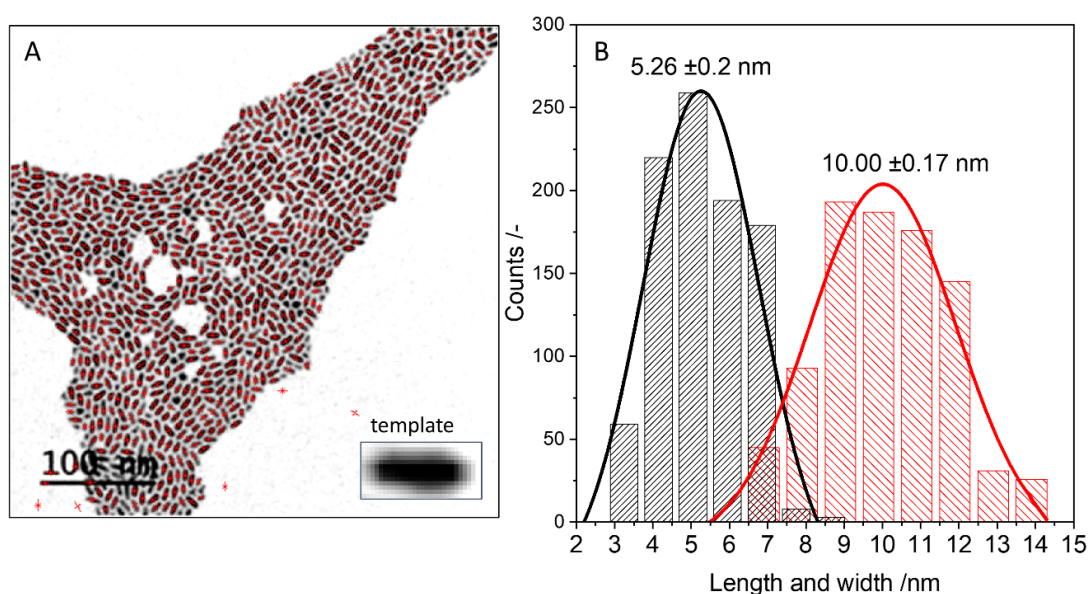 A
100 nm
template
B
5.26 ±0.2 nm
10.00 ±0.17 nm
Counts /-
300
250
200
150
100
50
0
2 3 4 5 6 7 8 9 10 11 12 13 14 15
Length and width /nm